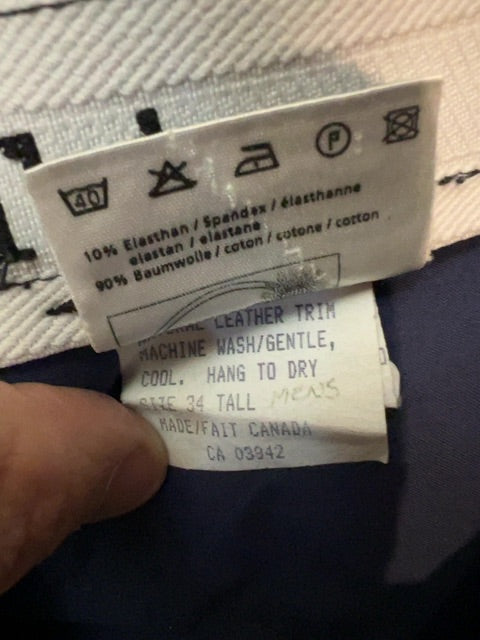 40
P
10% Elasthan / Spandex / élasthanne
elastan / elastane
90% Baumwolle / coton / cotone / cotton
LEATHER TRIM
MACHINE WASH/GENTLE,
COOL. HANG TO DRY
SIZE 34 TALL MENS
MADE/FAIT CANADA
CA 03942